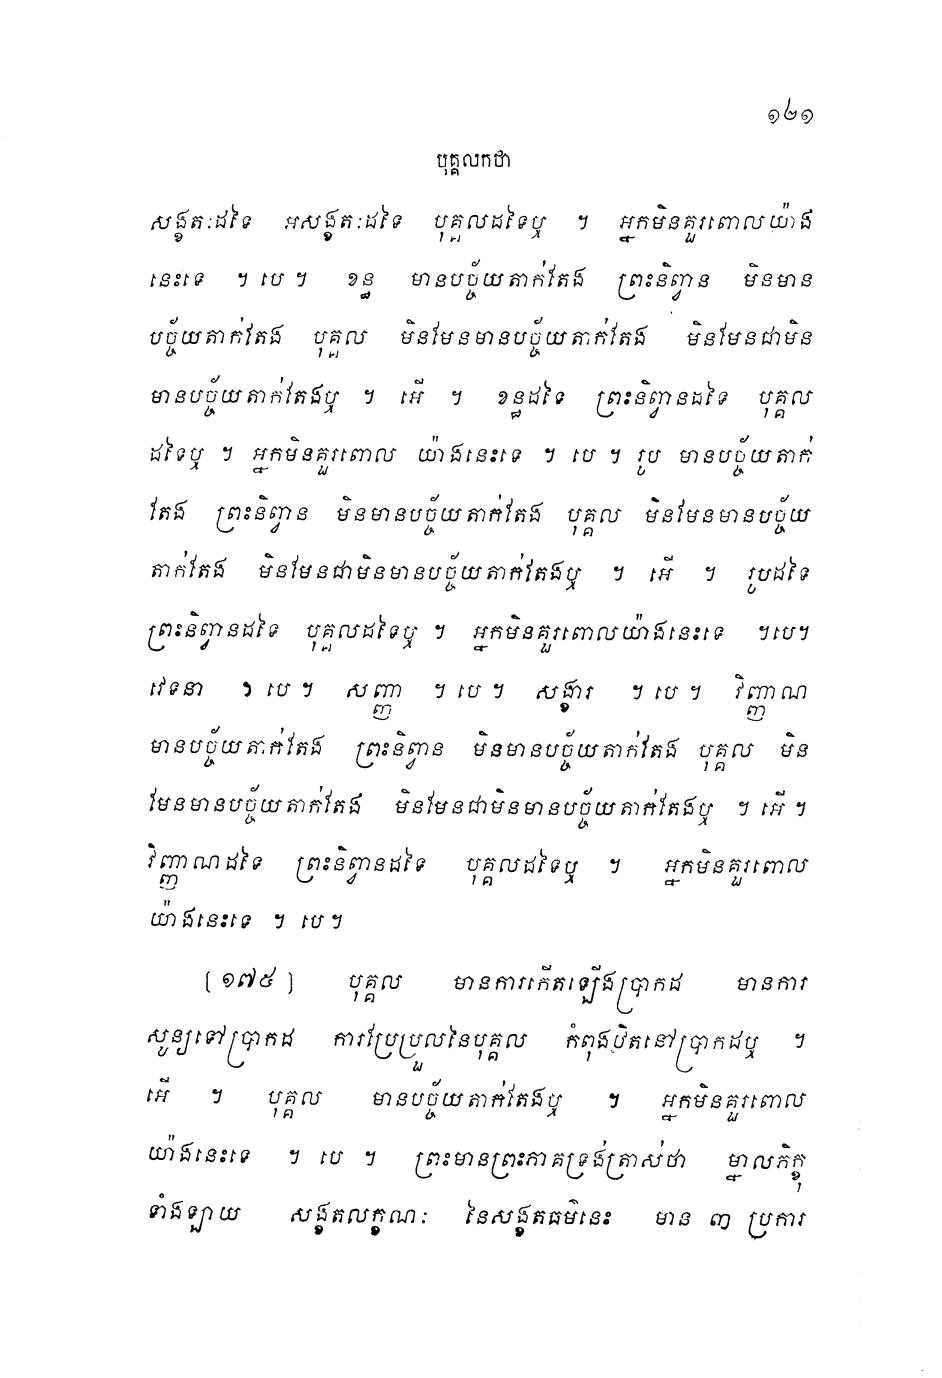 ១២១
បុគ្គលកថា
សង្ខតៈដទៃ អសង្ខតៈដទៃ បុគ្គលដទៃឬ ។ អ្នកមិនគួរពោលយ៉ាង
នេះទេ ។ បេ ។ ខន្ធ មានបច្ច័យតាក់តែង ព្រះនិព្វាន មិនមាន
បច្ច័យតាក់តែង បុគ្គល មិនមែនមានបច្ច័យតាក់តែង មិនមែនជាមិន
មានបច្ច័យតាក់តែងឬ ។ អើ ។ ខន្ធដទៃ ព្រះនិព្វានដទៃ បុគ្គល
ដទៃឬ ។ អ្នកមិនគួរពោល យ៉ាងនេះទេ ។ បេ ។ រូប មានបច្ច័យតាក់
តែង ព្រះនិព្វាន មិនមានបច្ច័យតាក់តែង បុគ្គល មិនមែនមានបច្ច័យ
តាក់តែង មិនមែនជាមិនមានបច្ច័យតាក់តែងឬ ។ អើ ។ រូបដទៃ
ព្រះនិព្វានដទៃ បុគ្គលដទៃឬ ។ អ្នកមិនគួរពោលយ៉ាងនេះទេ ។បេ។
វេទនា ។ បេ ។ សញ្ញា ។ បេ ។ សង្ខារ ។ បេ ។ វិញ្ញាណ
មានបច្ច័យតាក់តែង ព្រះនិព្វាន មិនមានបច្ច័យតាក់តែង បុគ្គល មិន
មែនមានបច្ច័យតាក់តែង មិនមែនជាមិនមានបច្ច័យតាក់តែងឬ ។ អើ ។
វិញ្ញាណដទៃ ព្រះនិព្វានដទៃ បុគ្គលដទៃឬ ។ អ្នកមិនគួរពោល
យ៉ាងនេះទេ ។ បេ ។
[ ១៧៥ ] បុគ្គល មានការកើតឡើងប្រាកដ មានការ
សូន្យទៅប្រាកដ ការប្រែប្រួលនៃបុគ្គល កំពុងឋិតនៅប្រាកដឬ ។
អើ ។ បុគ្គល មានបច្ច័យតាក់តែងឬ ។ អ្នកមិនគួរពោល
យ៉ាងនេះទេ ។ បេ ។ ព្រះមានព្រះភាគទ្រង់ត្រាស់ថា ម្នាលភិក្ខុ
ទាំងឡាយ សង្ខតលក្ខណៈ នៃសង្ខតធម៌នេះ មាន ៣ ប្រការ